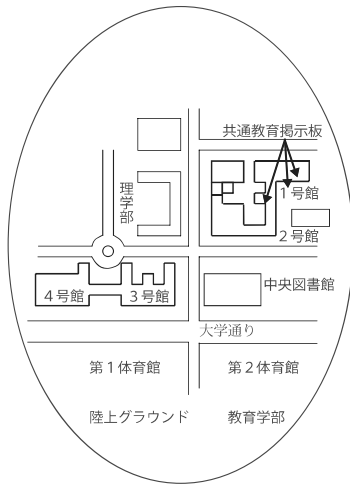 共通教育掲示板
理学部
1号館
2号館
4号館
3号館
中央図書館
大学通り
第1体育館
第2体育館
陸上グラウンド
教育学部